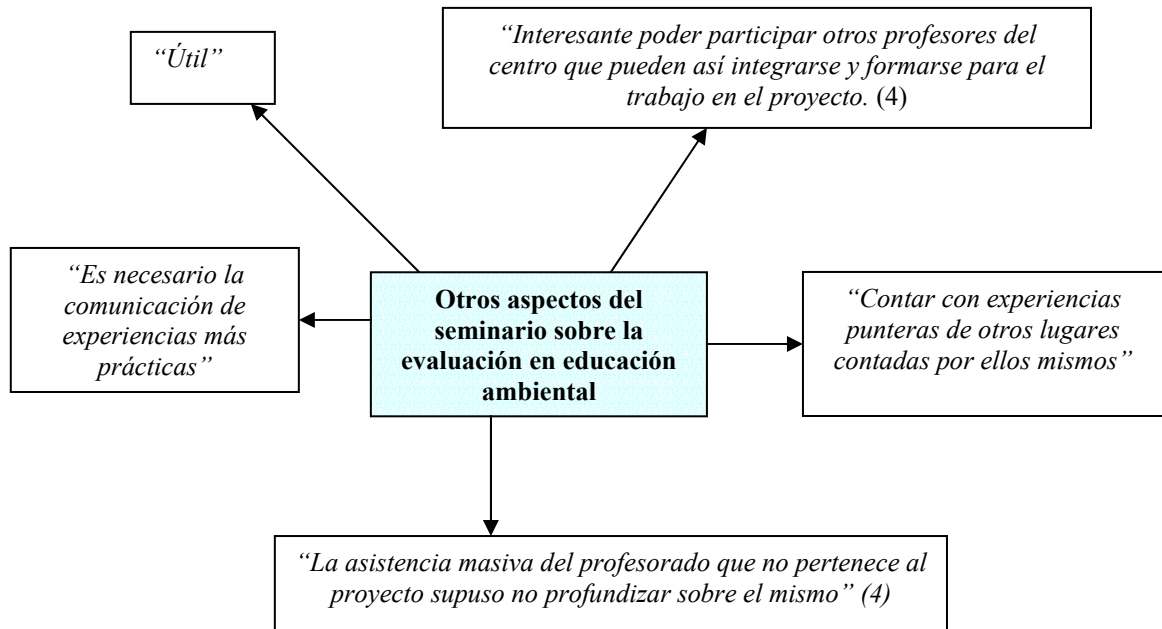 “Útil”
“Interesante poder participar otros profesores del
centro que pueden así integrarse y formarse para el
trabajo en el proyecto. (4)
“Es necesario la
comunicación de
experiencias más
prácticas”
Otros aspectos del
seminario sobre la
evaluación en educación
ambiental
“Contar con experiencias
punteras de otros lugares
contadas por ellos mismos”
“La asistencia masiva del profesorado que no pertenece al
proyecto supuso no profundizar sobre el mismo” (4)